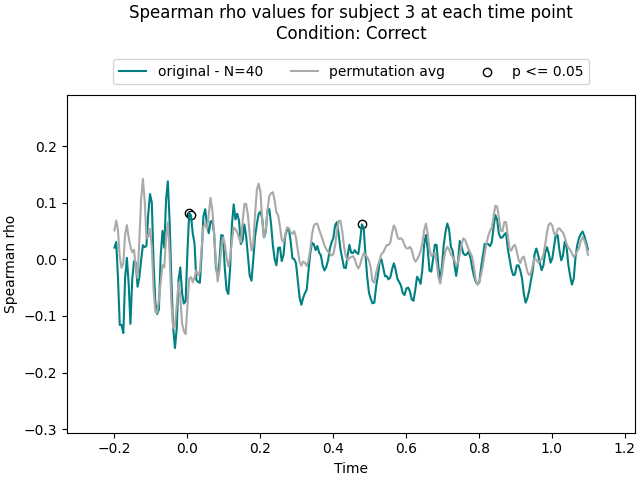 Spearman rho values for subject 3 at each time point
Condition: Correct
original - N=40 permutation avg p <= 0.05
Spearman rho
0.2
0.1
0.0
−0.1
−0.2
−0.3
−0.2 0.0 0.2 0.4 0.6 0.8 1.0 1.2
Time